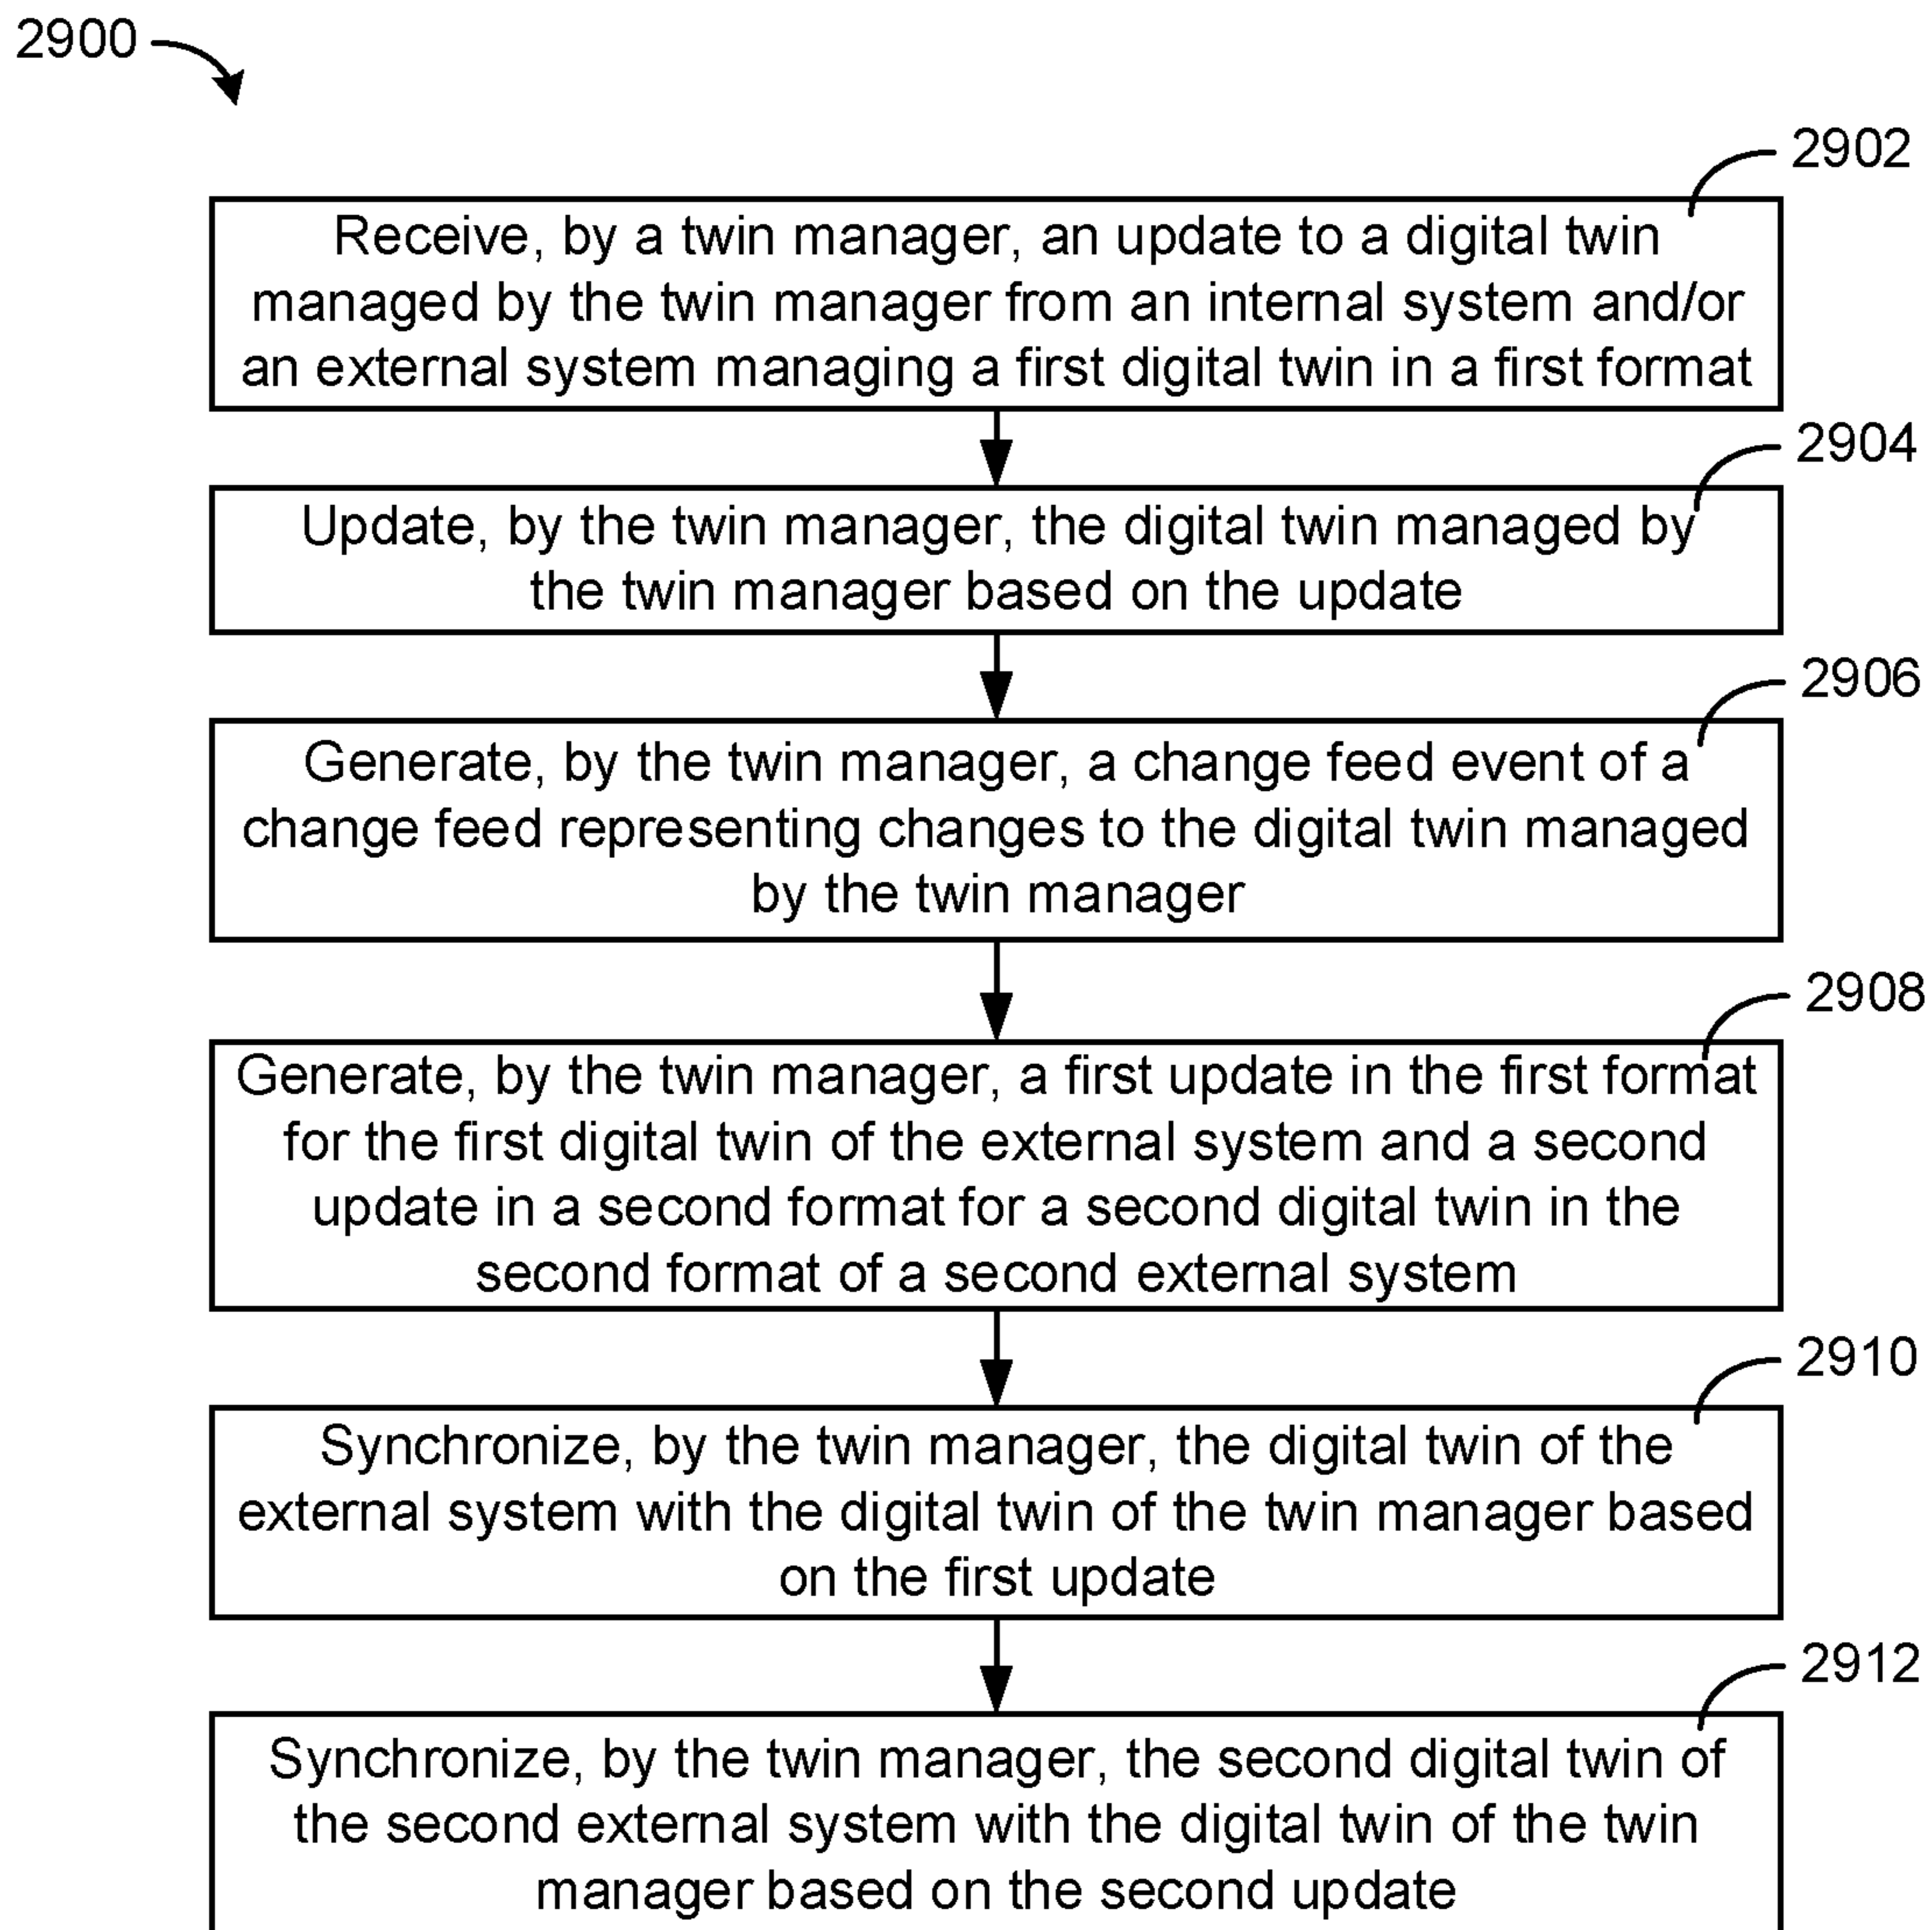 2900
2902
Receive, by a twin manager, an update to a digital twin
managed by the twin manager from an internal system and/or
an external system managing a first digital twin in a first format
2904
Update, by the twin manager, the digital twin managed by
the twin manager based on the update
2906
Generate, by the twin manager, a change feed event of a
change feed representing changes to the digital twin managed
by the twin manager
2908
Generate, by the twin manager, a first update in the first format
for the first digital twin of the external system and a second
update in a second format for a second digital twin in the
second format of a second external system
2910
Synchronize, by the twin manager, the digital twin of the
external system with the digital twin of the twin manager based
on the first update
2912
Synchronize, by the twin manager, the second digital twin of
the second external system with the digital twin of the twin
manager based on the second update